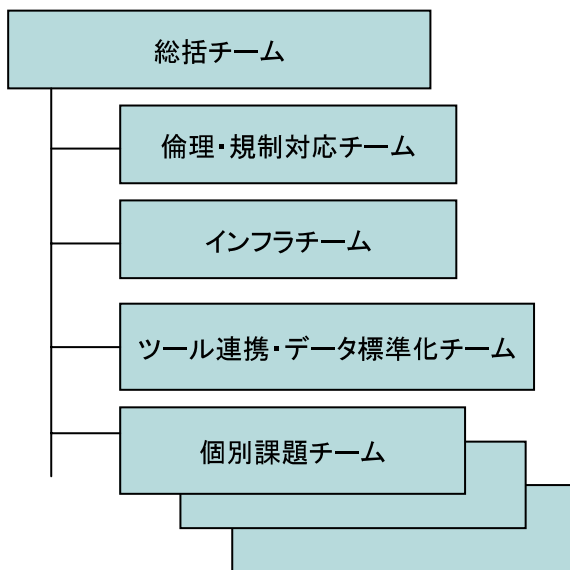 総括チーム
倫理・規制対応チーム
インフラチーム
ツール連携・データ標準化チーム
個別課題チーム